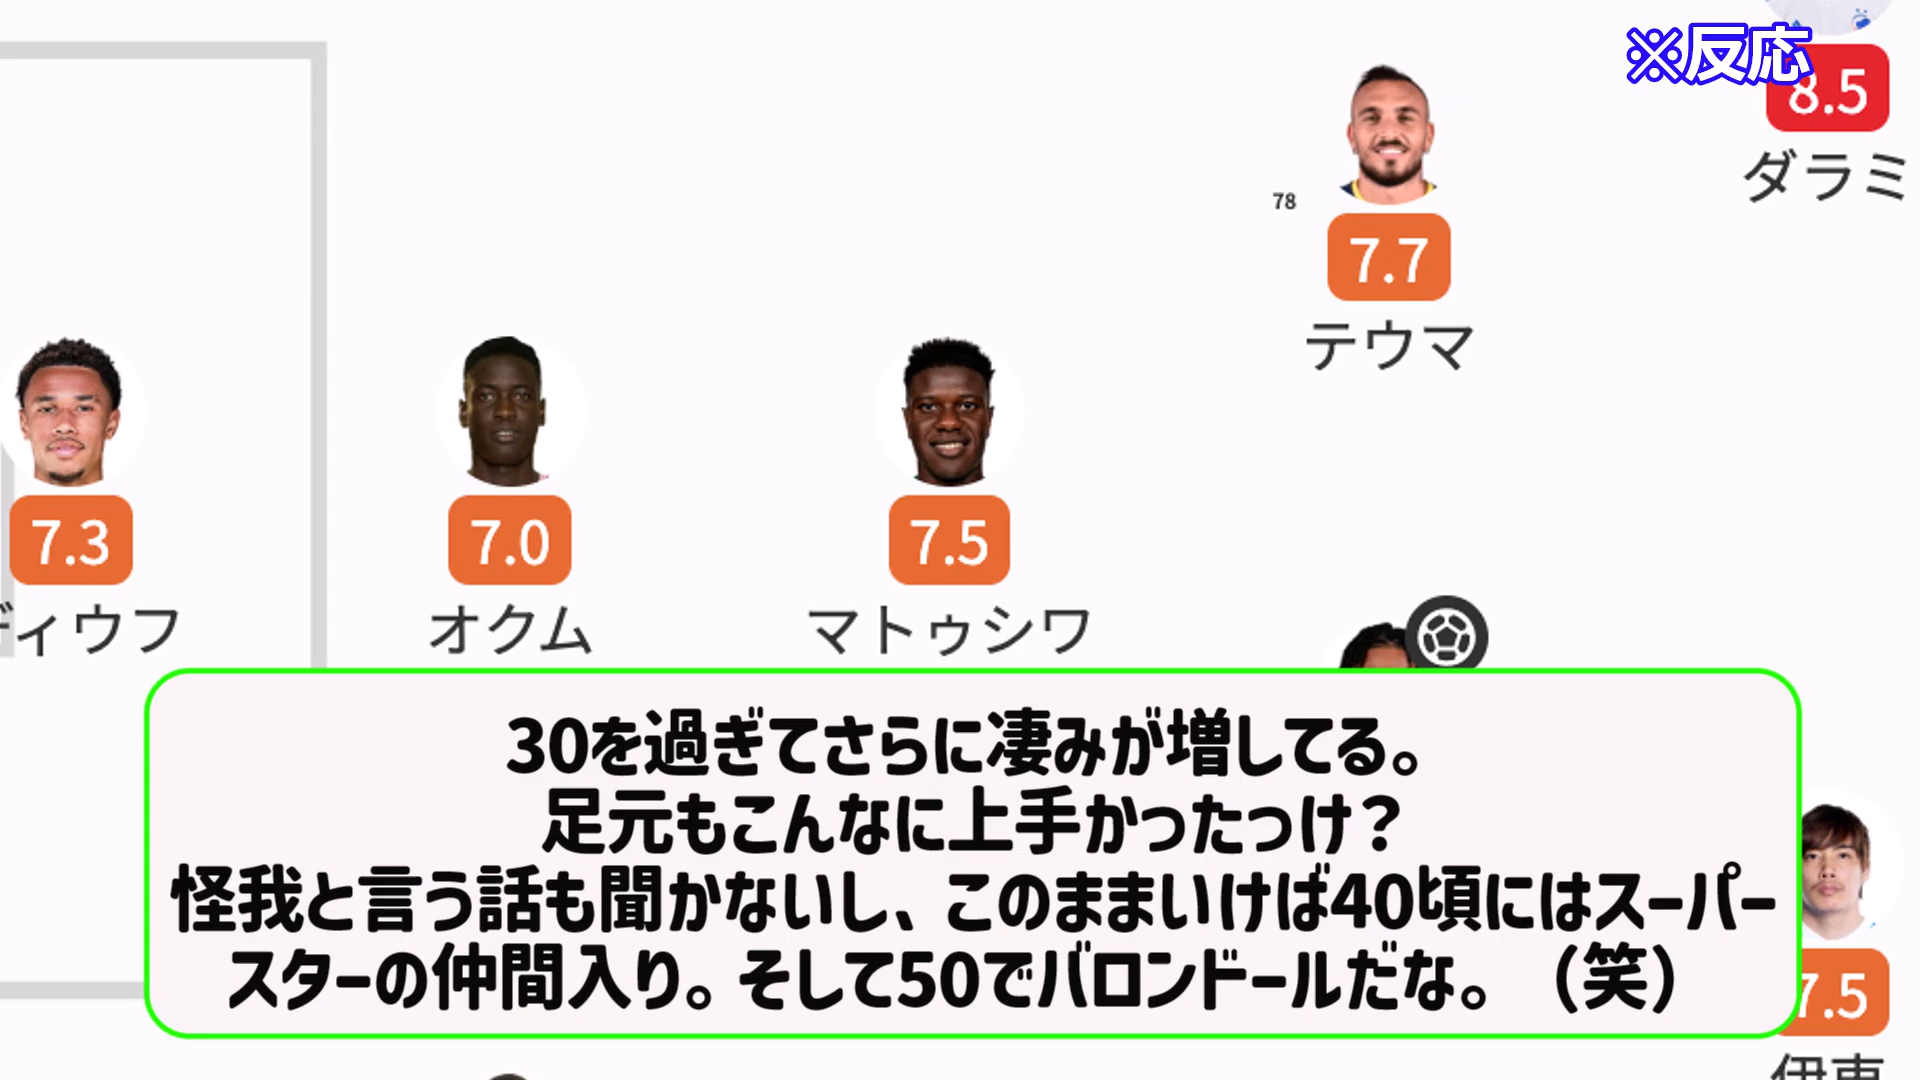 ※反応
8.5
ダラミ
78
7.7
テウマ
7.3
ディウフ
7.0
オクム
7.5
マトゥシワ
30を過ぎてさらに凄みが増してる。
足元もこんなに上手かったっけ？
怪我と言う話も聞かないし、このままいけば40頃にはスーパー
スターの仲間入り。そして50でバロンドールだな。（笑）
7.5
伊東